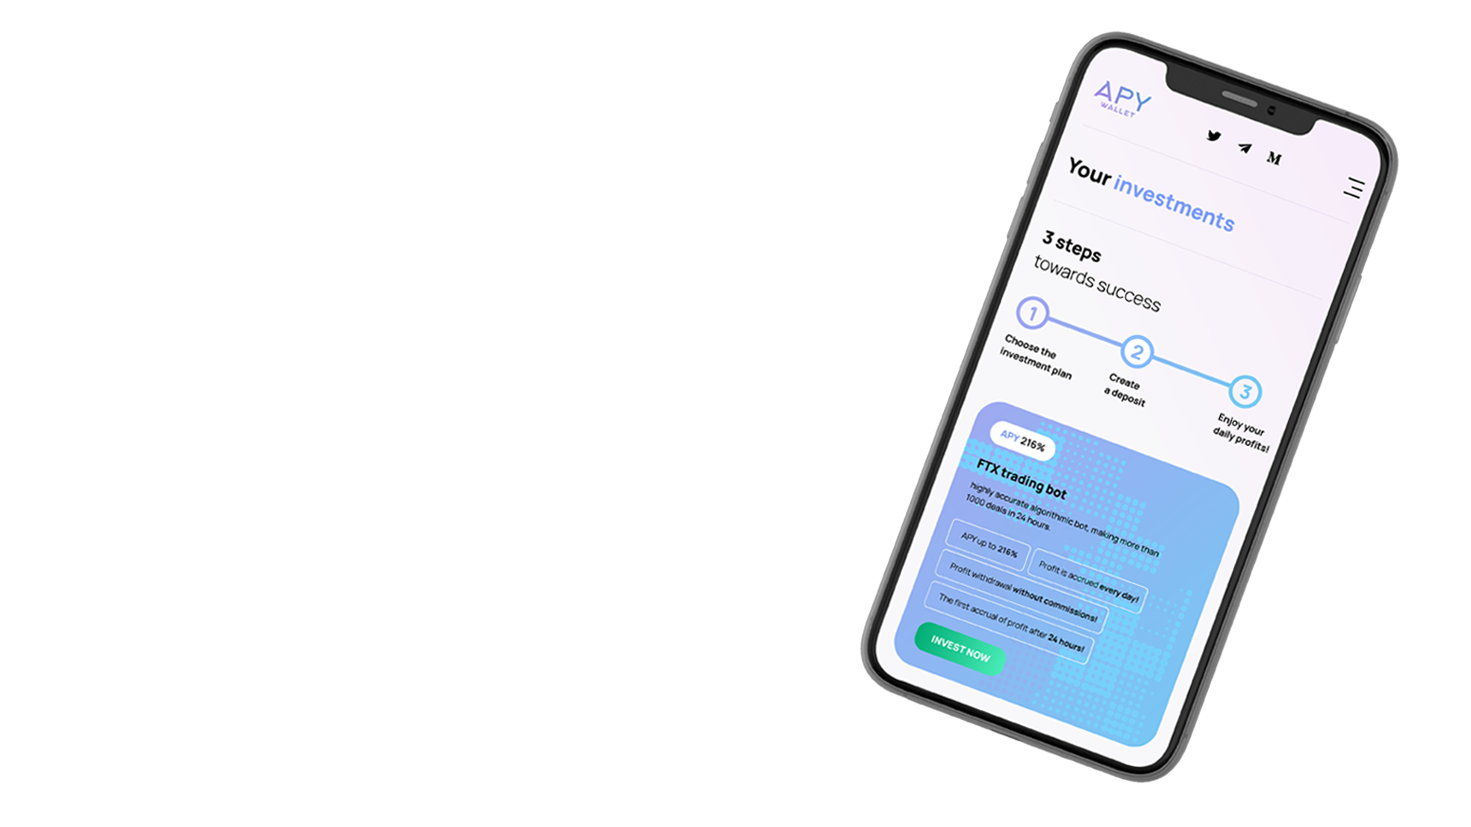 APY
WALLET
Your investments
3 steps
towards success
1
Choose the
investment plan
2
Create
a deposit
3
Enjoy your
daily profits!
APY 216%
FTX trading bot
highly accurate algorithmic bot, making more than
1000 deals in 24 hours.
APY up to 216%
Profit is accrued every day!
Profit withdrawal without commissions!
The first accrual of profit after 24 hours!
INVEST NOW